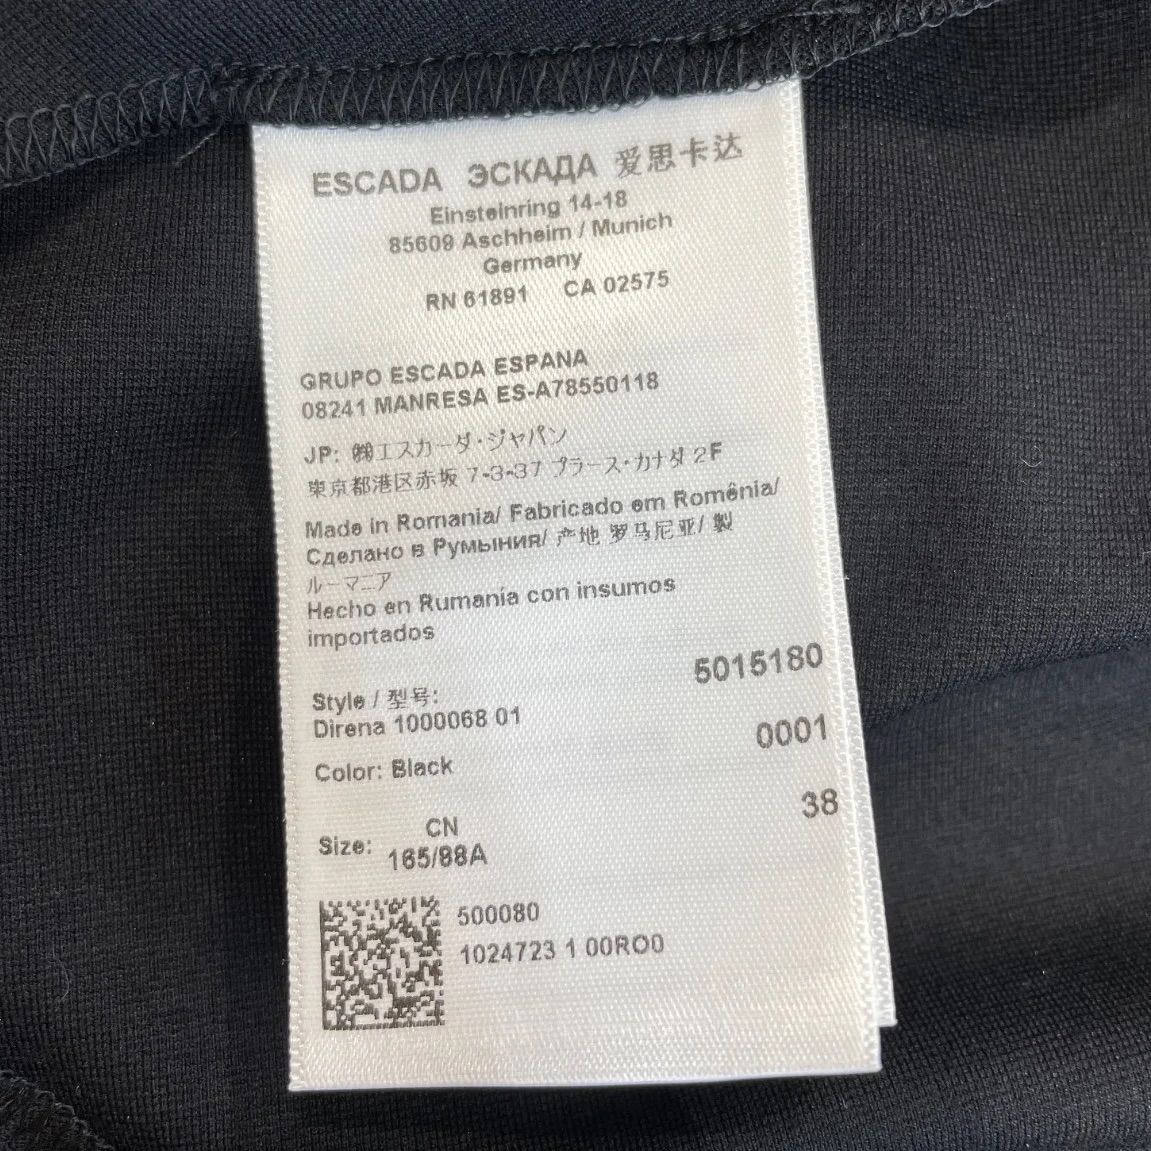 ESCADA ЭСКАДА 爱思卡达
Einsteinring 14-18
85609 Aschheim / Munich
Germany
RN 61891 CA 02575
GRUPO ESCADA ESPANA
08241 MANRESA ES-A78550118
JP: ㈱エスカーダ・ジャパン
東京都港区赤坂 7-3-37 プラース・カナダ 2F
Made in Romania/ Fabricado em Romênia/
Сделано в Румыния/ 产地 罗马尼亚/ 製
ルーマニア
Hecho en Rumania con insumos
importados
5015180
Style / 型号:
Direna 1000068 01
0001
Color: Black
38
CN
Size: 165/88A
500080
1024723 1 00RO0